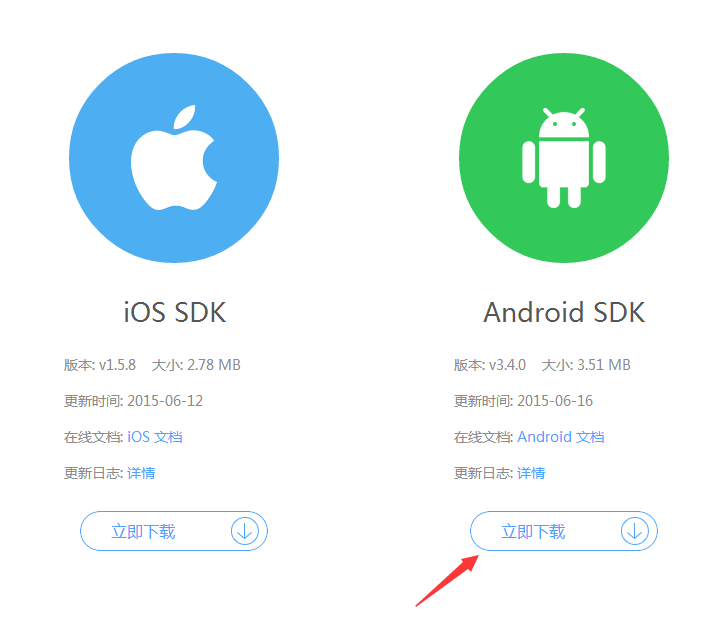 iOS SDK
版本: v1.5.8 大小: 2.78 MB
更新时间: 2015-06-12
在线文档: iOS 文档
更新日志: 详情
立即下载
Android SDK
版本: v3.4.0 大小: 3.51 MB
更新时间: 2015-06-16
在线文档: Android 文档
更新日志: 详情
立即下载